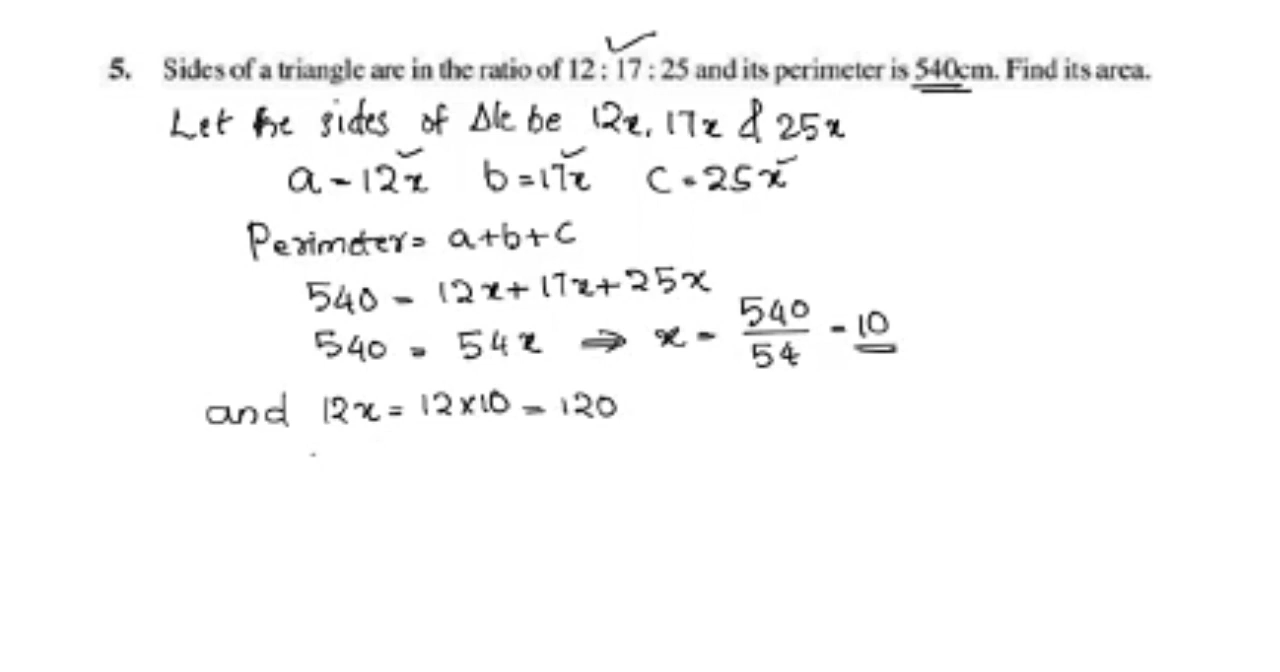 5. Sides of a triangle are in the ratio of 12 : 17 : 25 and its perimeter is 540cm. Find its area.
Let the sides of Δle be 12x, 17x & 25x
a = 12x b = 17x c = 25x
Perimeter = a+b+c
540 = 12x + 17x + 25x
540 = 54x ⇒ x = 540/54 = 10
and 12x = 12×10 = 120